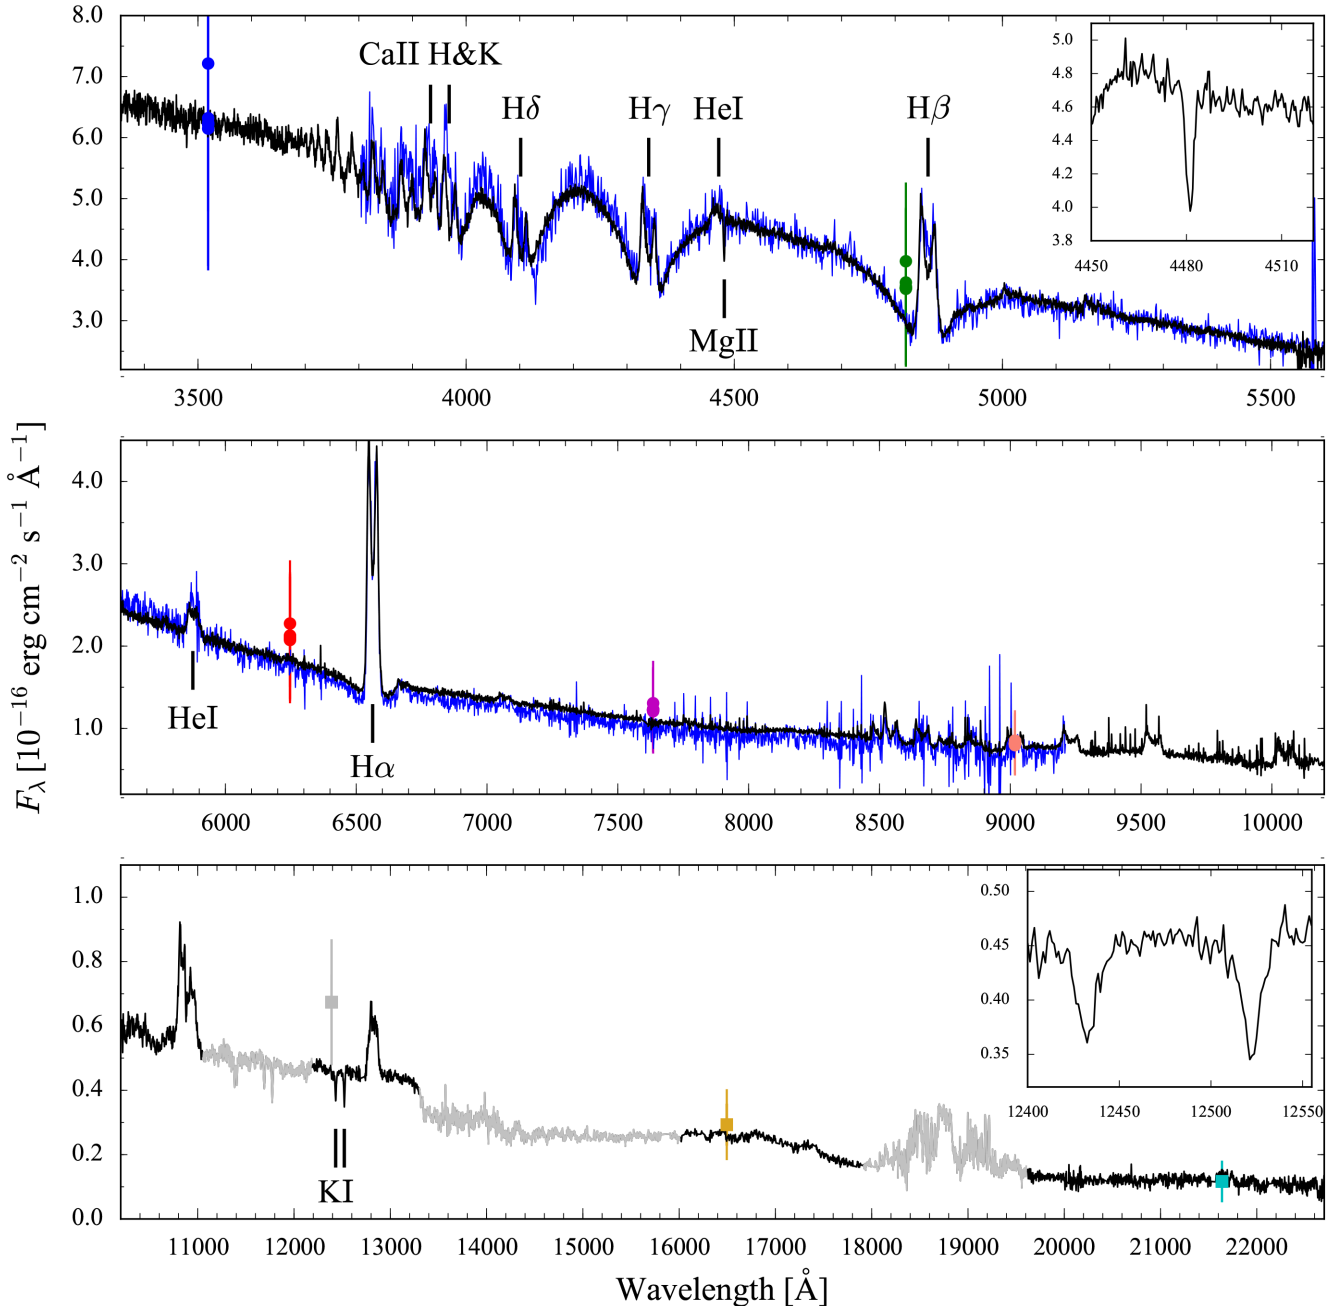 8.0
7.0
6.0
5.0
4.0
3.0
CaII H&K
Hδ
Hγ
HeI
Hβ
MgII
5.0
4.8
4.6
4.4
4.2
4.0
3.8
4450 4480 4510
3500 4000 4500 5000 5500
4.0
3.0
2.0
1.0
HeI
Hα
6000 6500 7000 7500 8000 8500 9000 9500 10000
1.0
0.8
0.6
0.4
0.2
0.0
KI
0.50
0.45
0.40
0.35
12400 12450 12500 12550
11000 12000 13000 14000 15000 16000 17000 18000 19000 20000 21000 22000
Wavelength [Å]
F_λ [10⁻¹⁶ erg cm⁻² s⁻¹ Å⁻¹]